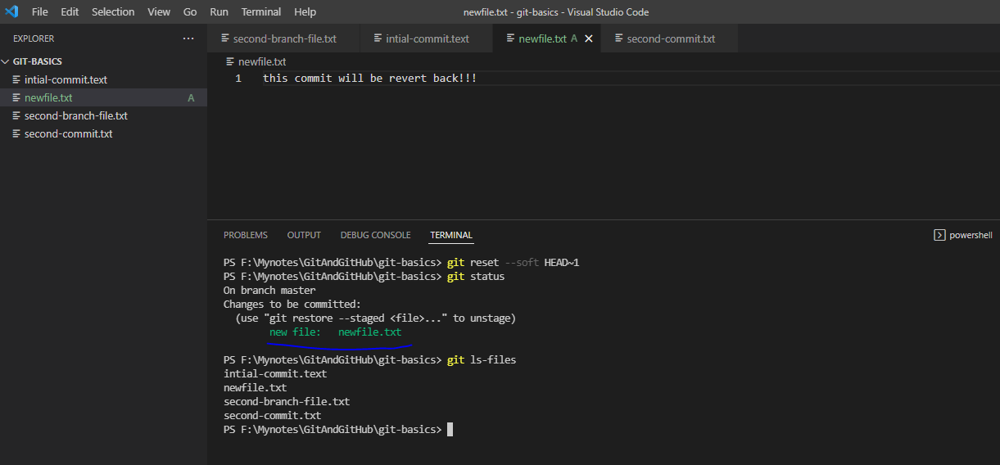 File Edit Selection View Go Run Terminal Help newfile.txt - git-basics - Visual Studio Code
EXPLORER ···
GIT-BASICS
intial-commit.text
newfile.txt A
second-branch-file.txt
second-commit.txt
second-branch-file.txt intial-commit.text newfile.txt A second-commit.txt
newfile.txt
1 this commit will be revert back!!!
PROBLEMS OUTPUT DEBUG CONSOLE TERMINAL powershell
PS F:\Mynotes\GitAndGitHub\git-basics> git reset --soft HEAD~1
PS F:\Mynotes\GitAndGitHub\git-basics> git status
On branch master
Changes to be committed:
  (use "git restore --staged <file>..." to unstage)
        new file:   newfile.txt
PS F:\Mynotes\GitAndGitHub\git-basics> git ls-files
intial-commit.text
newfile.txt
second-branch-file.txt
second-commit.txt
PS F:\Mynotes\GitAndGitHub\git-basics>